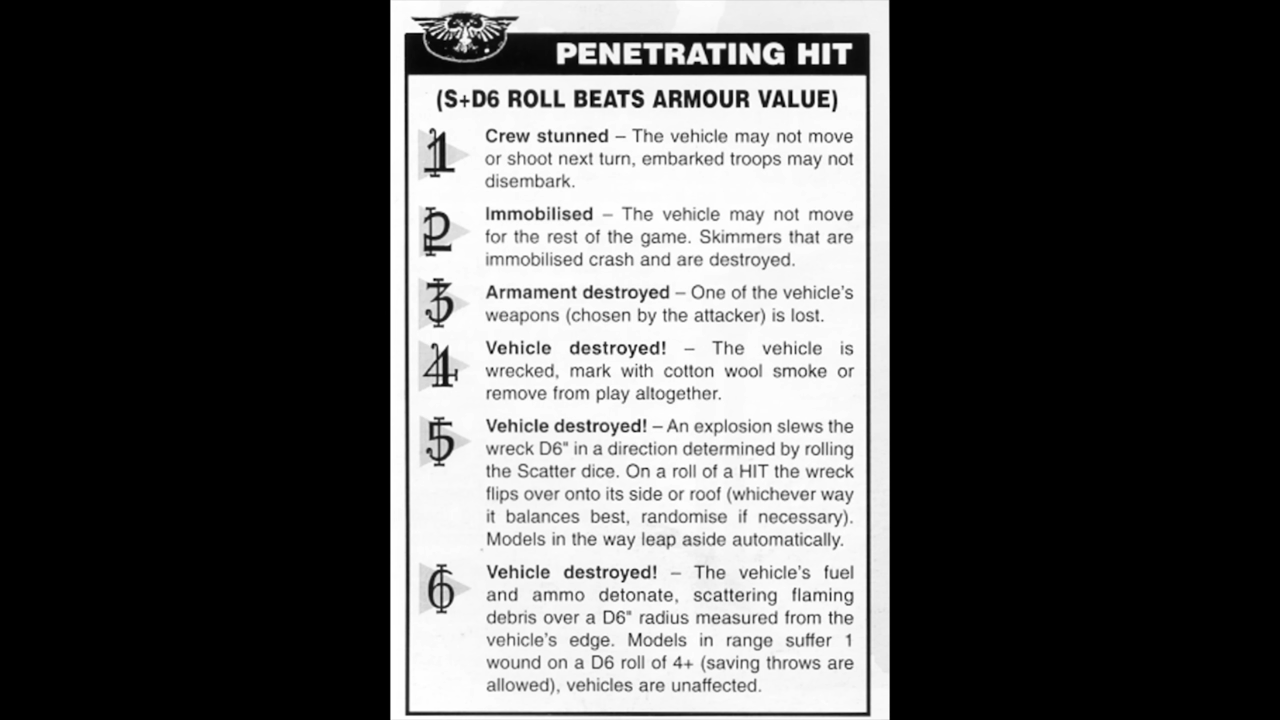 PENETRATING HIT
(S+D6 ROLL BEATS ARMOUR VALUE)
1 Crew stunned – The vehicle may not move
or shoot next turn, embarked troops may not
disembark.
2 Immobilised – The vehicle may not move
for the rest of the game. Skimmers that are
immobilised crash and are destroyed.
3 Armament destroyed – One of the vehicle's
weapons (chosen by the attacker) is lost.
4 Vehicle destroyed! – The vehicle is
wrecked, mark with cotton wool smoke or
remove from play altogether.
5 Vehicle destroyed! – An explosion slews the
wreck D6" in a direction determined by rolling
the Scatter dice. On a roll of a HIT the wreck
flips over onto its side or roof (whichever way
it balances best, randomise if necessary).
Models in the way leap aside automatically.
6 Vehicle destroyed! – The vehicle's fuel
and ammo detonate, scattering flaming
debris over a D6" radius measured from the
vehicle's edge. Models in range suffer 1
wound on a D6 roll of 4+ (saving throws are
allowed), vehicles are unaffected.